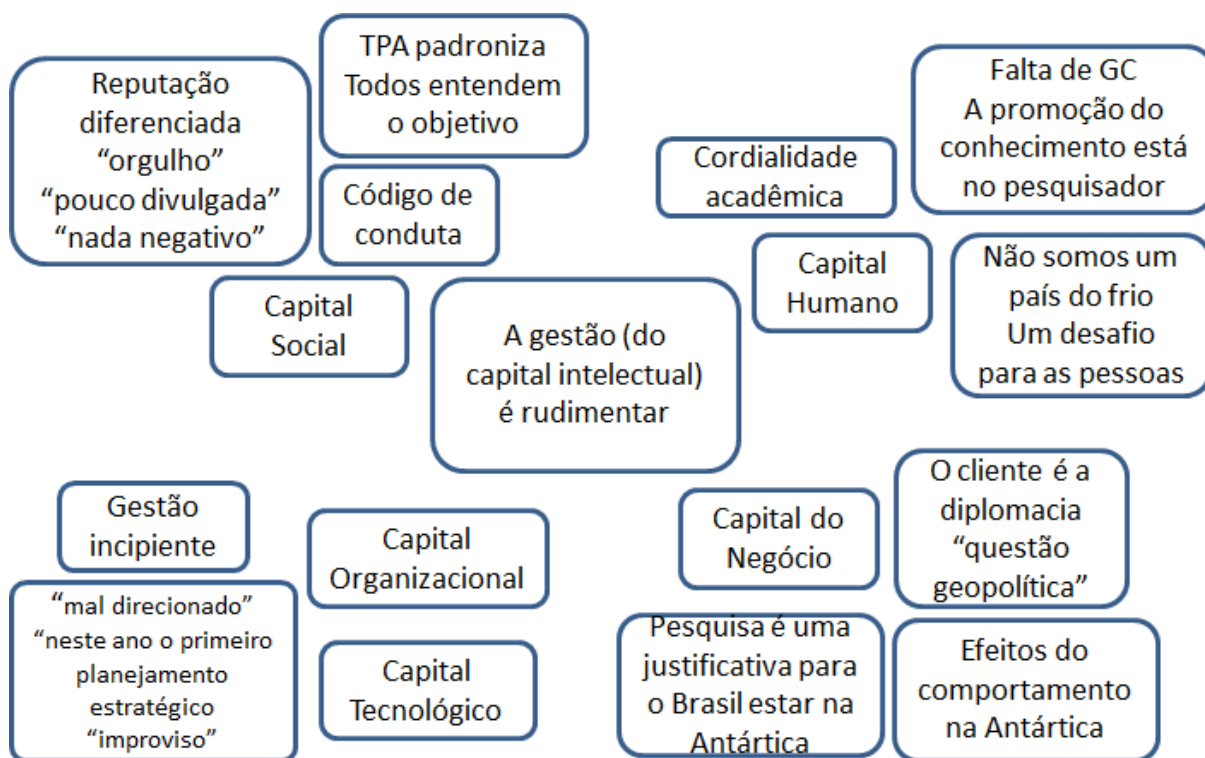 Reputação
diferenciada
“orgulho”
“pouco divulgada”
“nada negativo”
TPA padroniza
Todos entendem
o objetivo
Código de
conduta
Capital
Social
Cordialidade
acadêmica
Falta de GC
A promoção do
conhecimento está
no pesquisador
Capital
Humano
Não somos um
país do frio
Um desafio
para as pessoas
A gestão (do
capital intelectual)
é rudimentar
Gestão
incipiente
“mal direcionado”
“neste ano o primeiro
planejamento
estratégico
“improviso”
Capital
Organizacional
Capital
Tecnológico
Capital do
Negócio
O cliente é a
diplomacia
“questão
geopolítica”
Pesquisa é uma
justificativa para
o Brasil estar na
Antártica
Efeitos do
comportamento
na Antártica